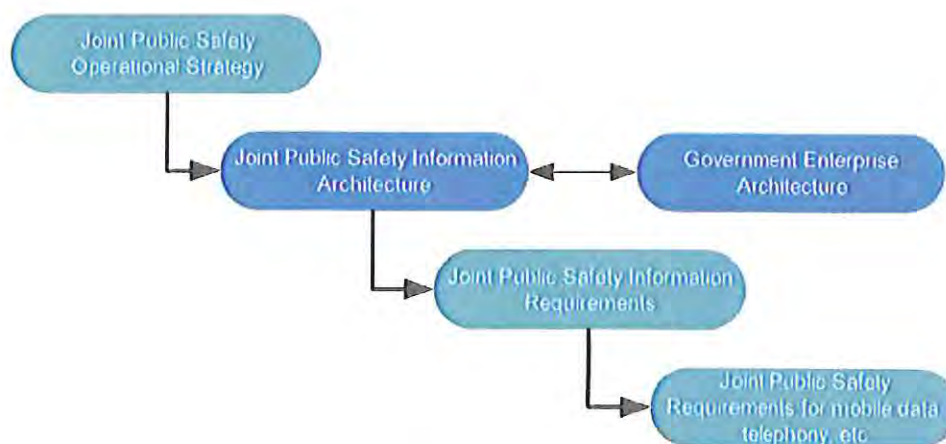 Joint Public Safety
Operational Strategy
Joint Public Safety Information
Architecture
Government Enterprise
Architecture
Joint Public Safety Information
Requirements
Joint Public Safety
Requirements for mobile data,
telephony, etc